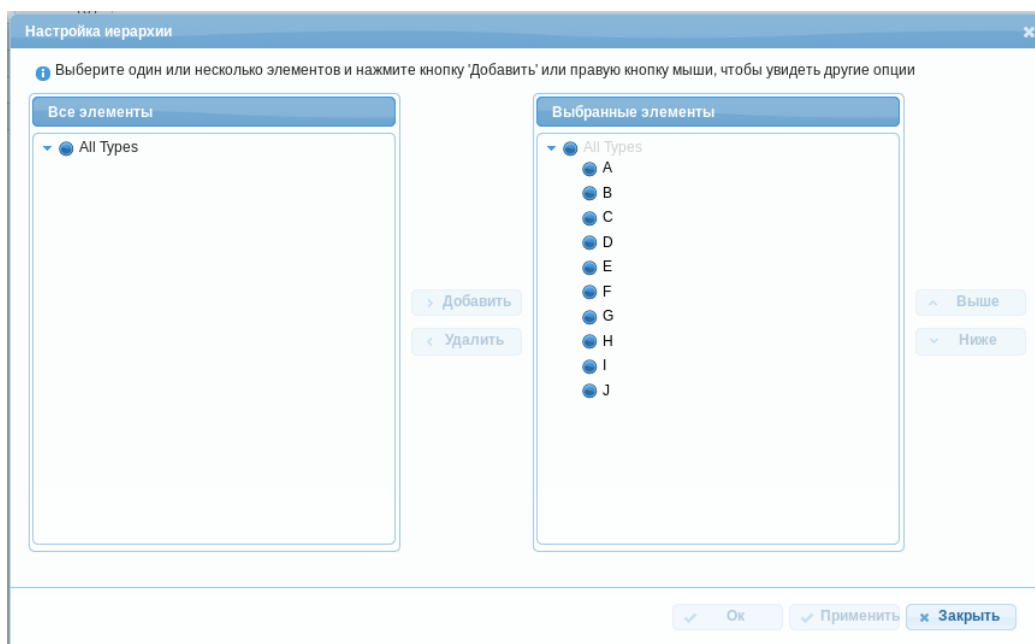 Настройка иерархии
Выберите один или несколько элементов и нажмите кнопку 'Добавить' или правую кнопку мыши, чтобы увидеть другие опции
Все элементы
All Types
Добавить
Удалить
Выбранные элементы
All Types
A
B
C
D
E
F
G
H
I
J
Выше
Ниже
Ок
Применить
Закрыть